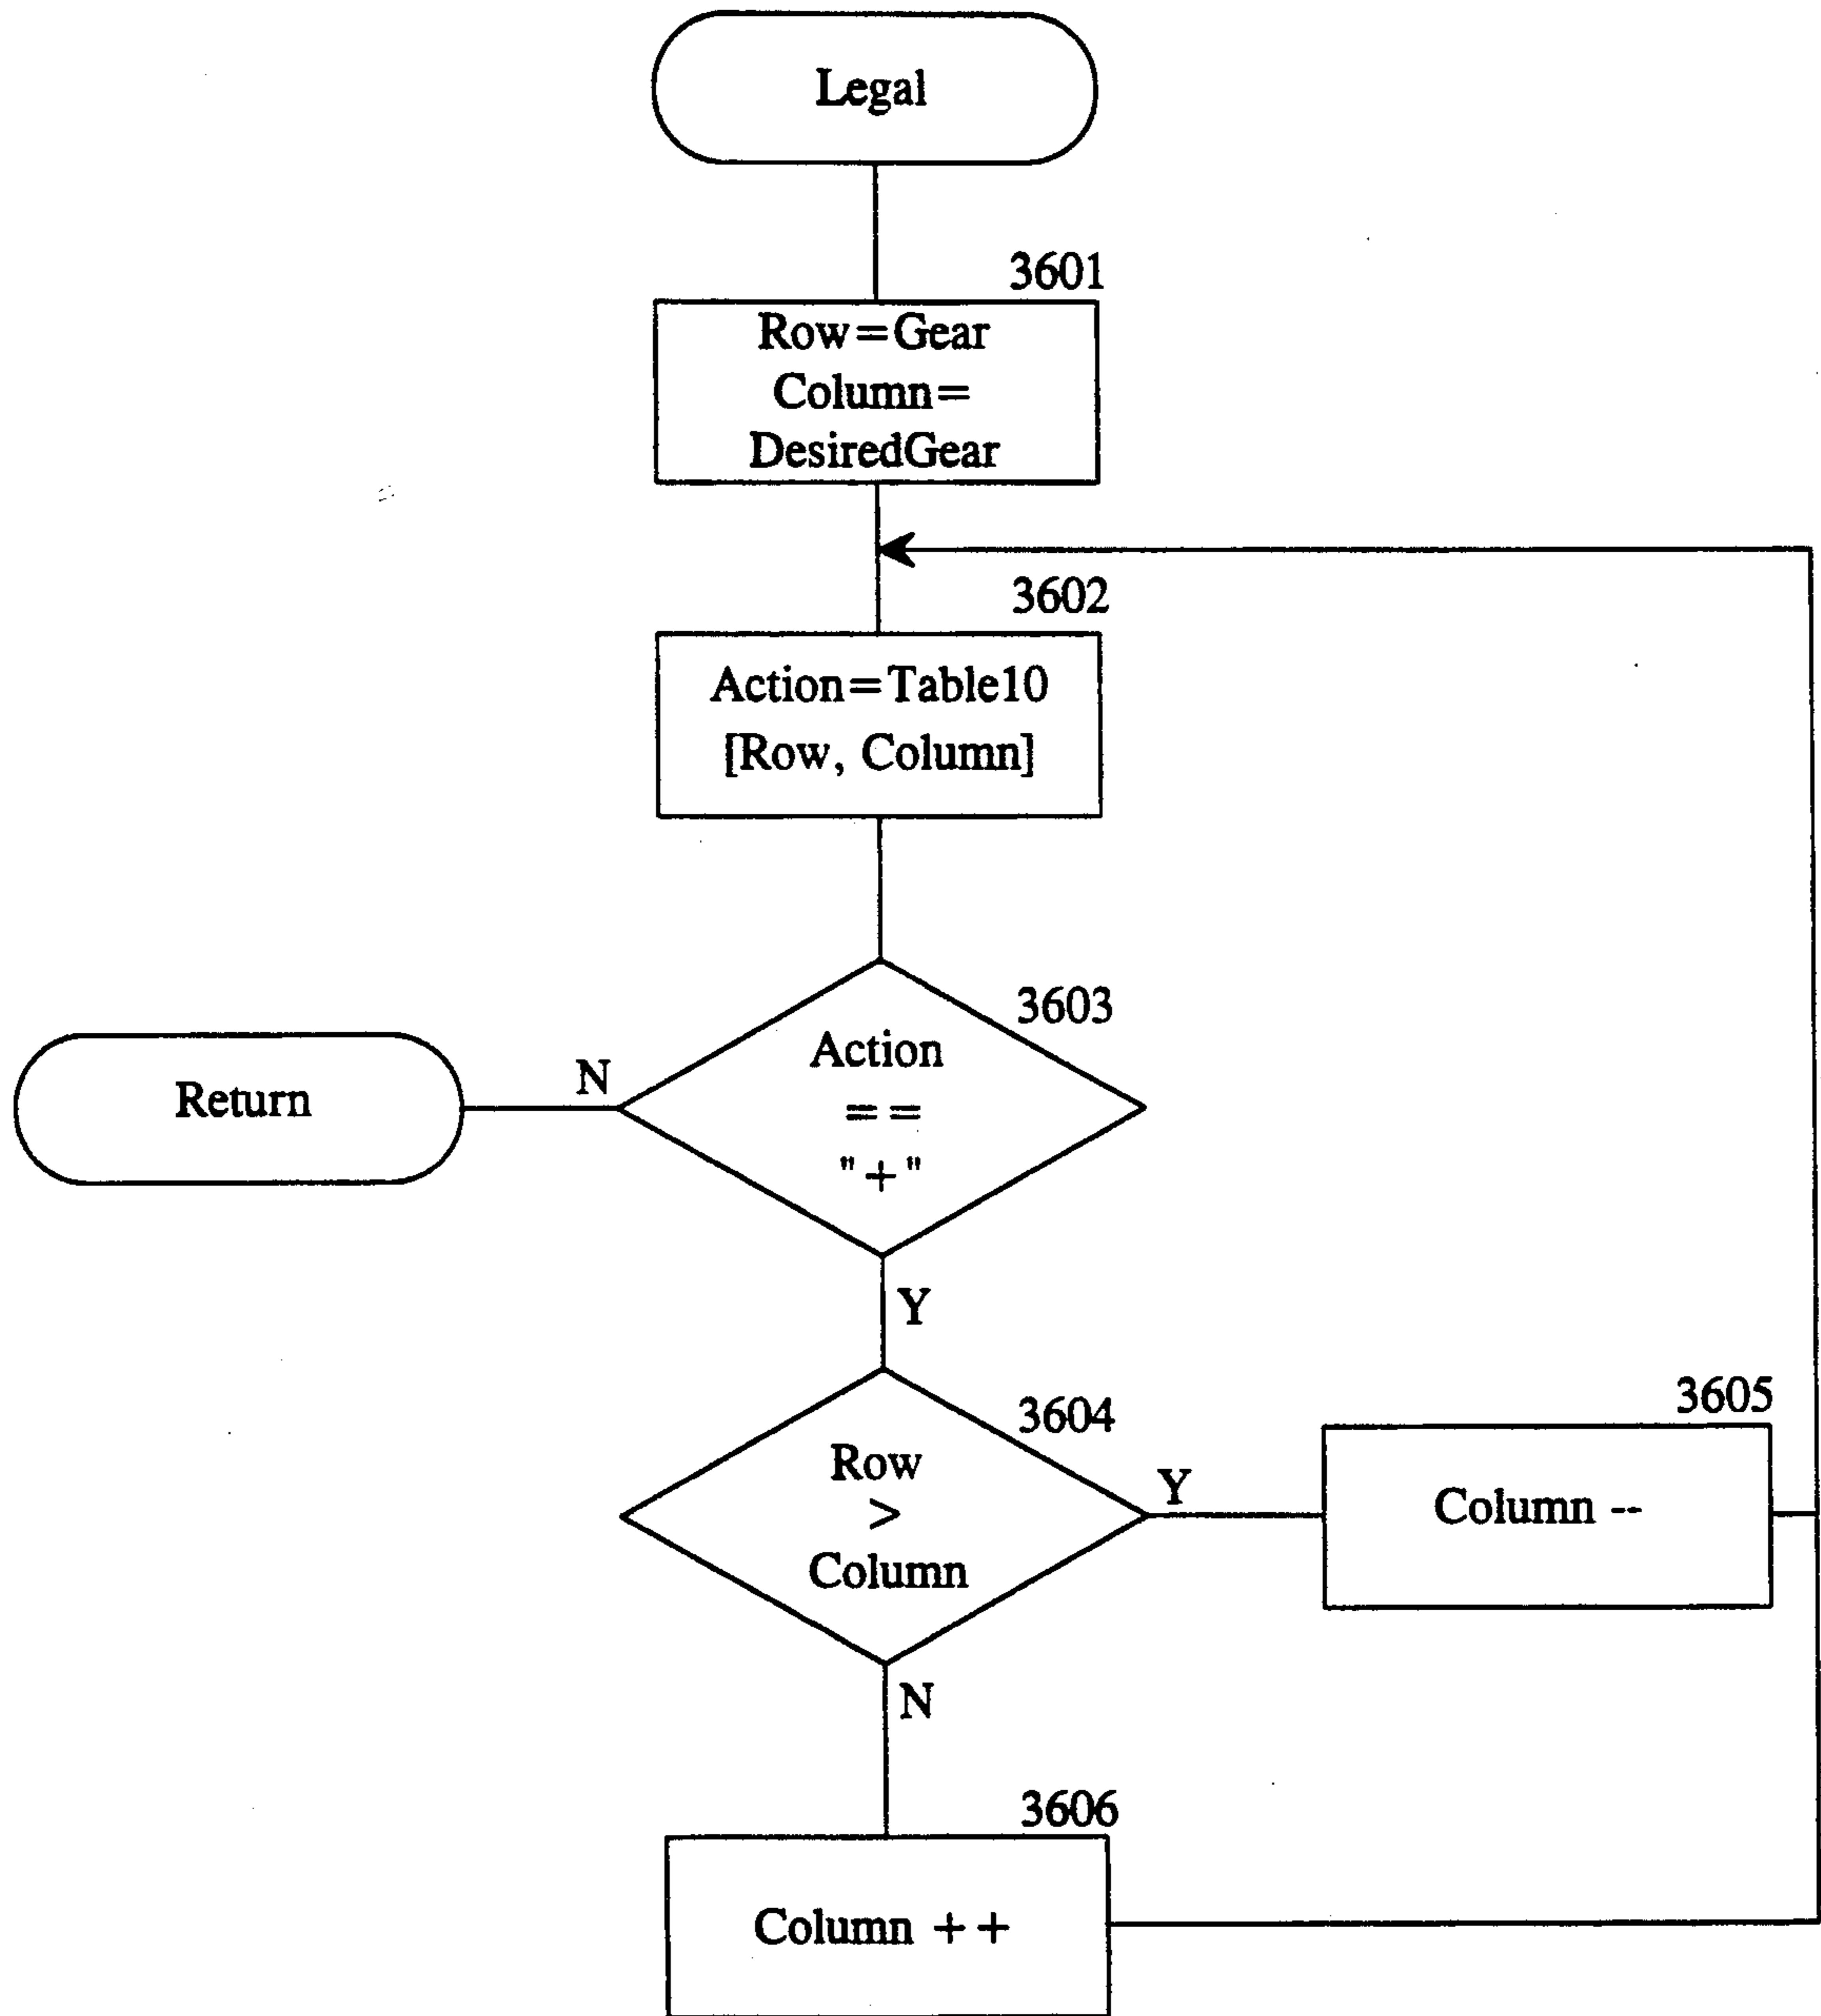 Legal
3601
Row=Gear
Column=
DesiredGear
3602
Action=Table10
[Row, Column]
3603
Action
==
"+"
N
Return
Y
3604
Row
>
Column
Y
3605
Column --
N
3606
Column ++